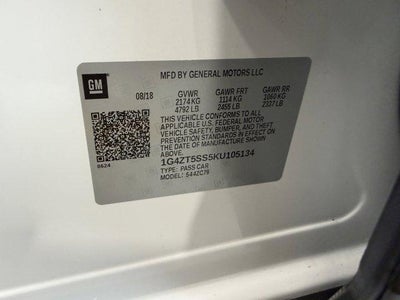 GM
MFD BY GENERAL MOTORS LLC
08/18 GVWR GAWR FRT GAWR RR
2174 KG 1114 KG 1060 KG
4792 LB 2455 LB 2337 LB
THIS VEHICLE CONFORMS TO ALL
APPLICABLE U.S. FEDERAL MOTOR
VEHICLE SAFETY, BUMPER, AND THEFT
PREVENTION STANDARDS IN EFFECT
ON THE DATE OF MANUFACTURE SHOWN
ABOVE.
1G4ZT5SS5KU105134
TYPE: PASS CAR
MODEL:
0624